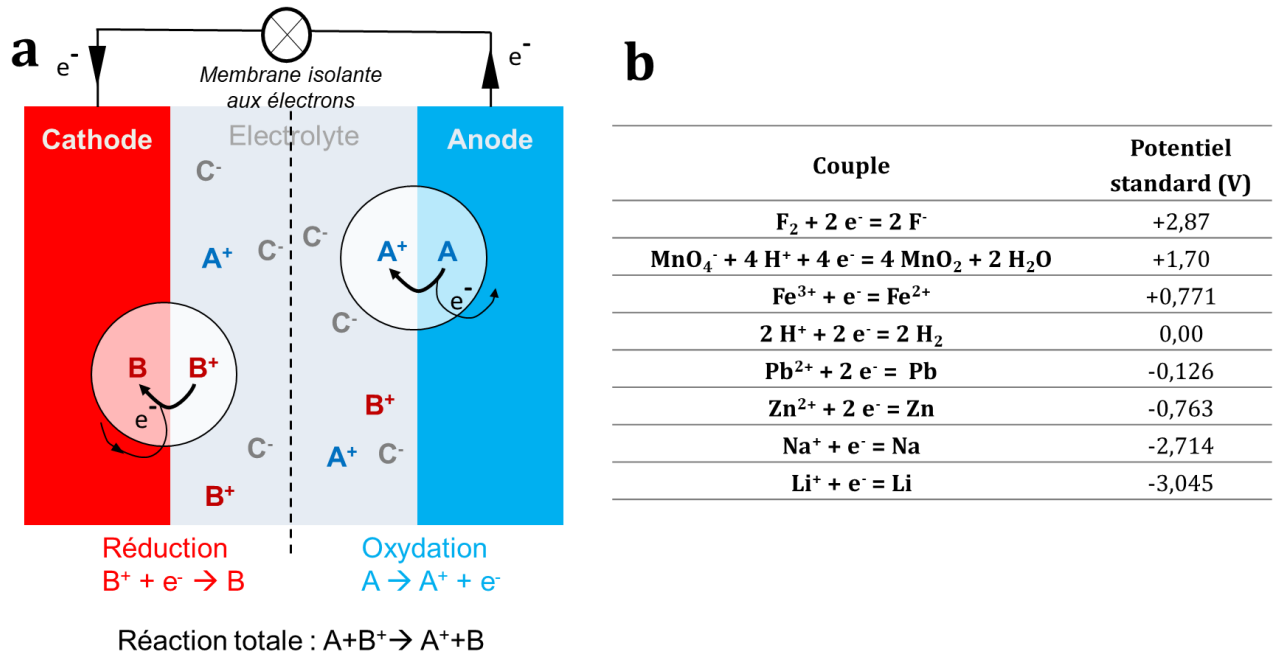 a
e⁻
e⁻
Membrane isolante
aux électrons
Cathode
Electrolyte
Anode
C⁻
C⁻
C⁻
A⁺
A⁺
A
e⁻
C⁻
B
B⁺
e⁻
B⁺
C⁻
A⁺
C⁻
B⁺
Réduction
B⁺ + e⁻ → B
Oxydation
A → A⁺ + e⁻
Réaction totale : A+B⁺→ A⁺+B
b
Couple
Potentiel
standard (V)
F₂ + 2 e⁻ = 2 F⁻ +2,87
MnO₄⁻ + 4 H⁺ + 4 e⁻ = 4 MnO₂ + 2 H₂O +1,70
Fe³⁺ + e⁻ = Fe²⁺ +0,771
2 H⁺ + 2 e⁻ = 2 H₂ 0,00
Pb²⁺ + 2 e⁻ = Pb -0,126
Zn²⁺ + 2 e⁻ = Zn -0,763
Na⁺ + e⁻ = Na -2,714
Li⁺ + e⁻ = Li -3,045